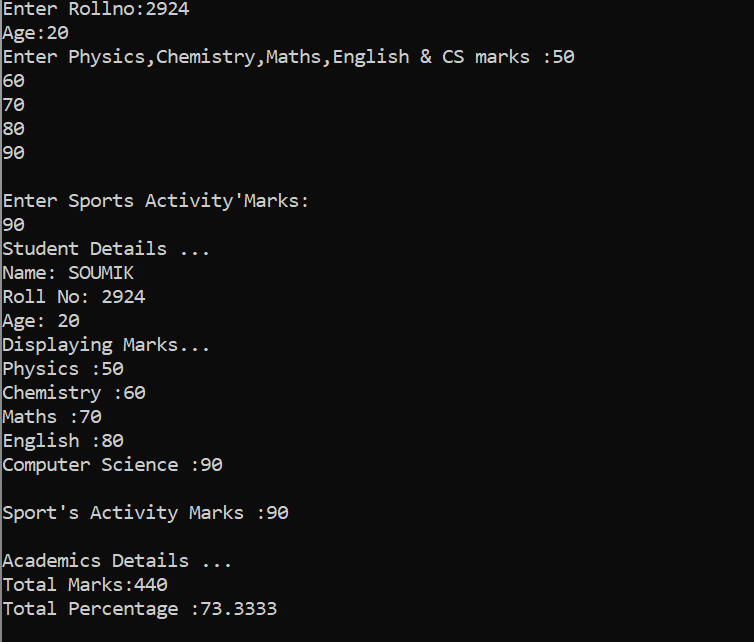 Enter Rollno:2924
Age:20
Enter Physics,Chemistry,Maths,English & CS marks :50
60
70
80
90
Enter Sports Activity'Marks:
90
Student Details ...
Name: SOUMIK
Roll No: 2924
Age: 20
Displaying Marks...
Physics :50
Chemistry :60
Maths :70
English :80
Computer Science :90
Sport's Activity Marks :90
Academics Details ...
Total Marks:440
Total Percentage :73.3333